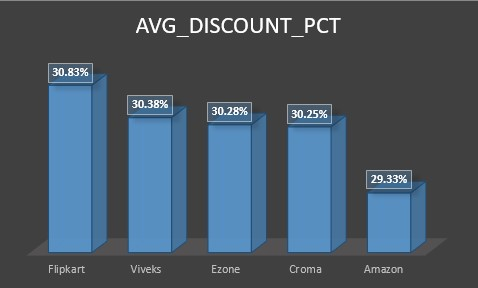 AVG_DISCOUNT_PCT
30.83%
30.38%
30.28%
30.25%
29.33%
Flipkart
Viveks
Ezone
Croma
Amazon